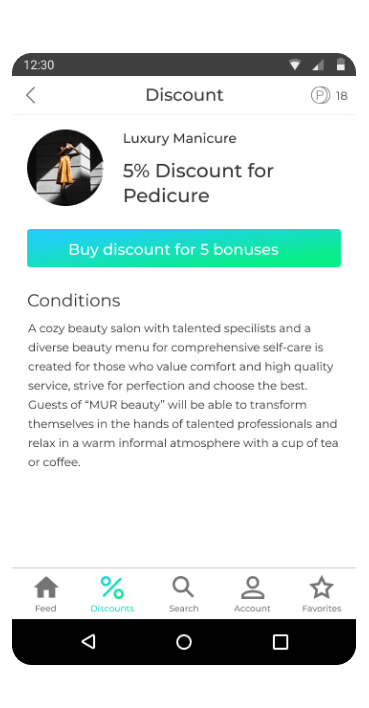 12:30
Discount
P 18
Luxury Manicure
5% Discount for
Pedicure
Buy discount for 5 bonuses
Conditions
A cozy beauty salon with talented specilists and a
diverse beauty menu for comprehensive self-care is
created for those who value comfort and high quality
service, strive for perfection and choose the best.
Guests of “MUR beauty” will be able to transform
themselves in the hands of talented professionals and
relax in a warm informal atmosphere with a cup of tea
or coffee.
Feed Discounts Search Account Favorites